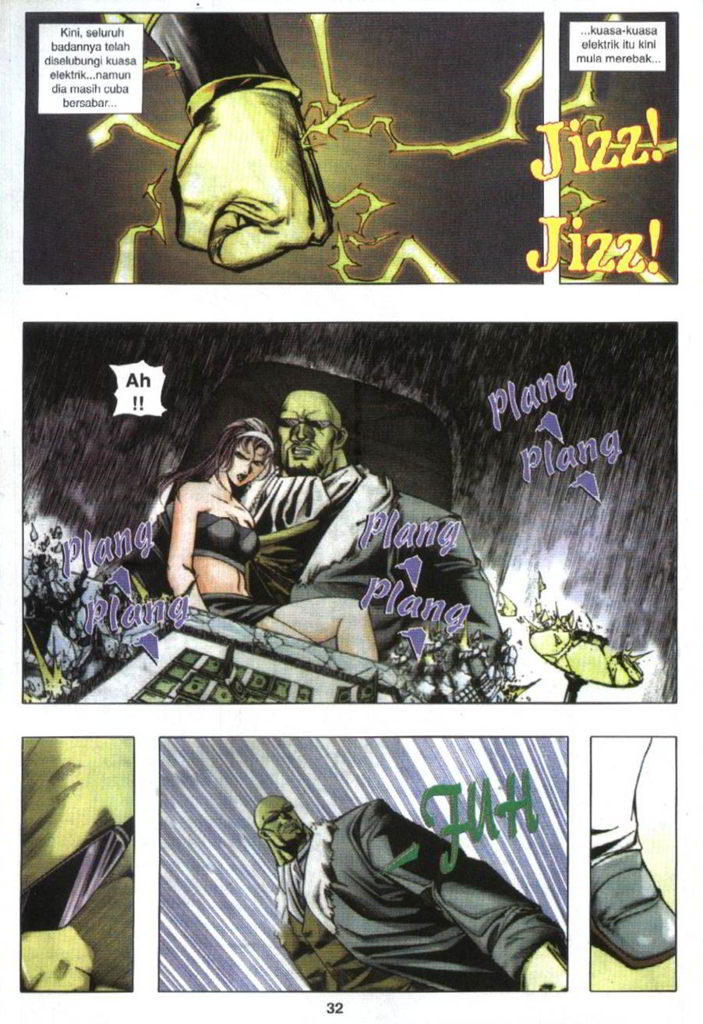 Kini, seluruh
badannya telah
diselubungi kuasa
elektrik...namun
dia masih cuba
bersabar...
...kuasa-kuasa
elektrik itu kini
mula merebak...
Jizz!
Jizz!
Ah
!!
Plang
Plang
Plang
Plang
Plang
Plang
FUH
32